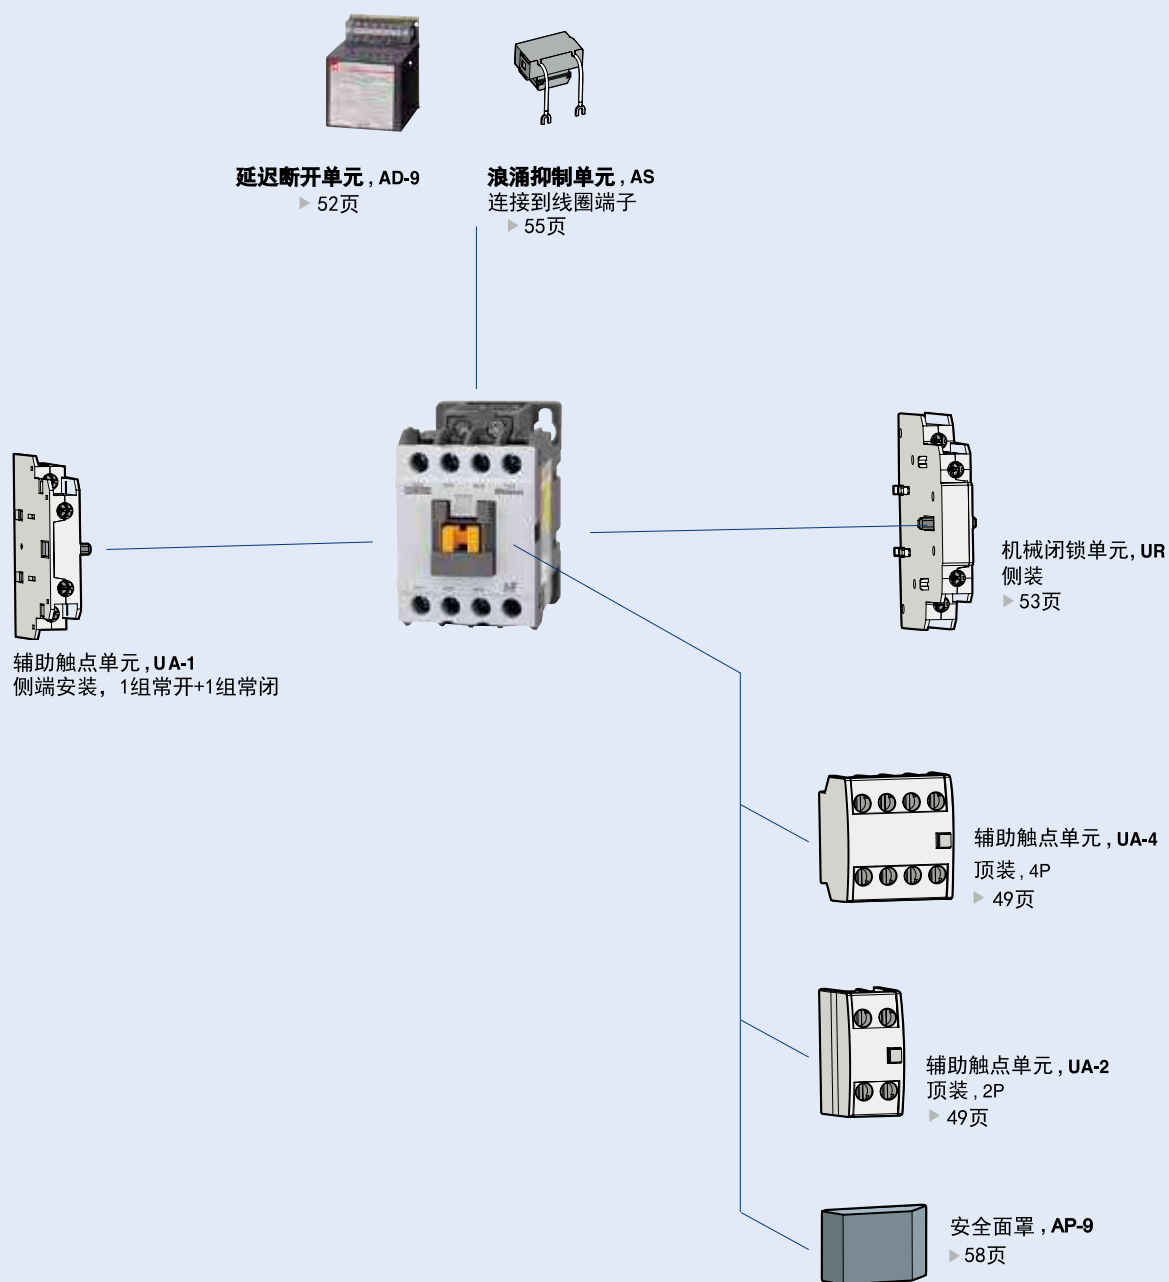 延迟断开单元 , AD-9
▶ 52页
浪涌抑制单元 , AS
连接到线圈端子
▶ 55页
机械闭锁单元, UR
侧装
▶ 53页
辅助触点单元 , UA-1
侧端安装，1组常开+1组常闭
辅助触点单元 , UA-4
顶装 , 4P
▶ 49页
辅助触点单元 , UA-2
顶装 , 2P
▶ 49页
安全面罩 , AP-9
▶ 58页